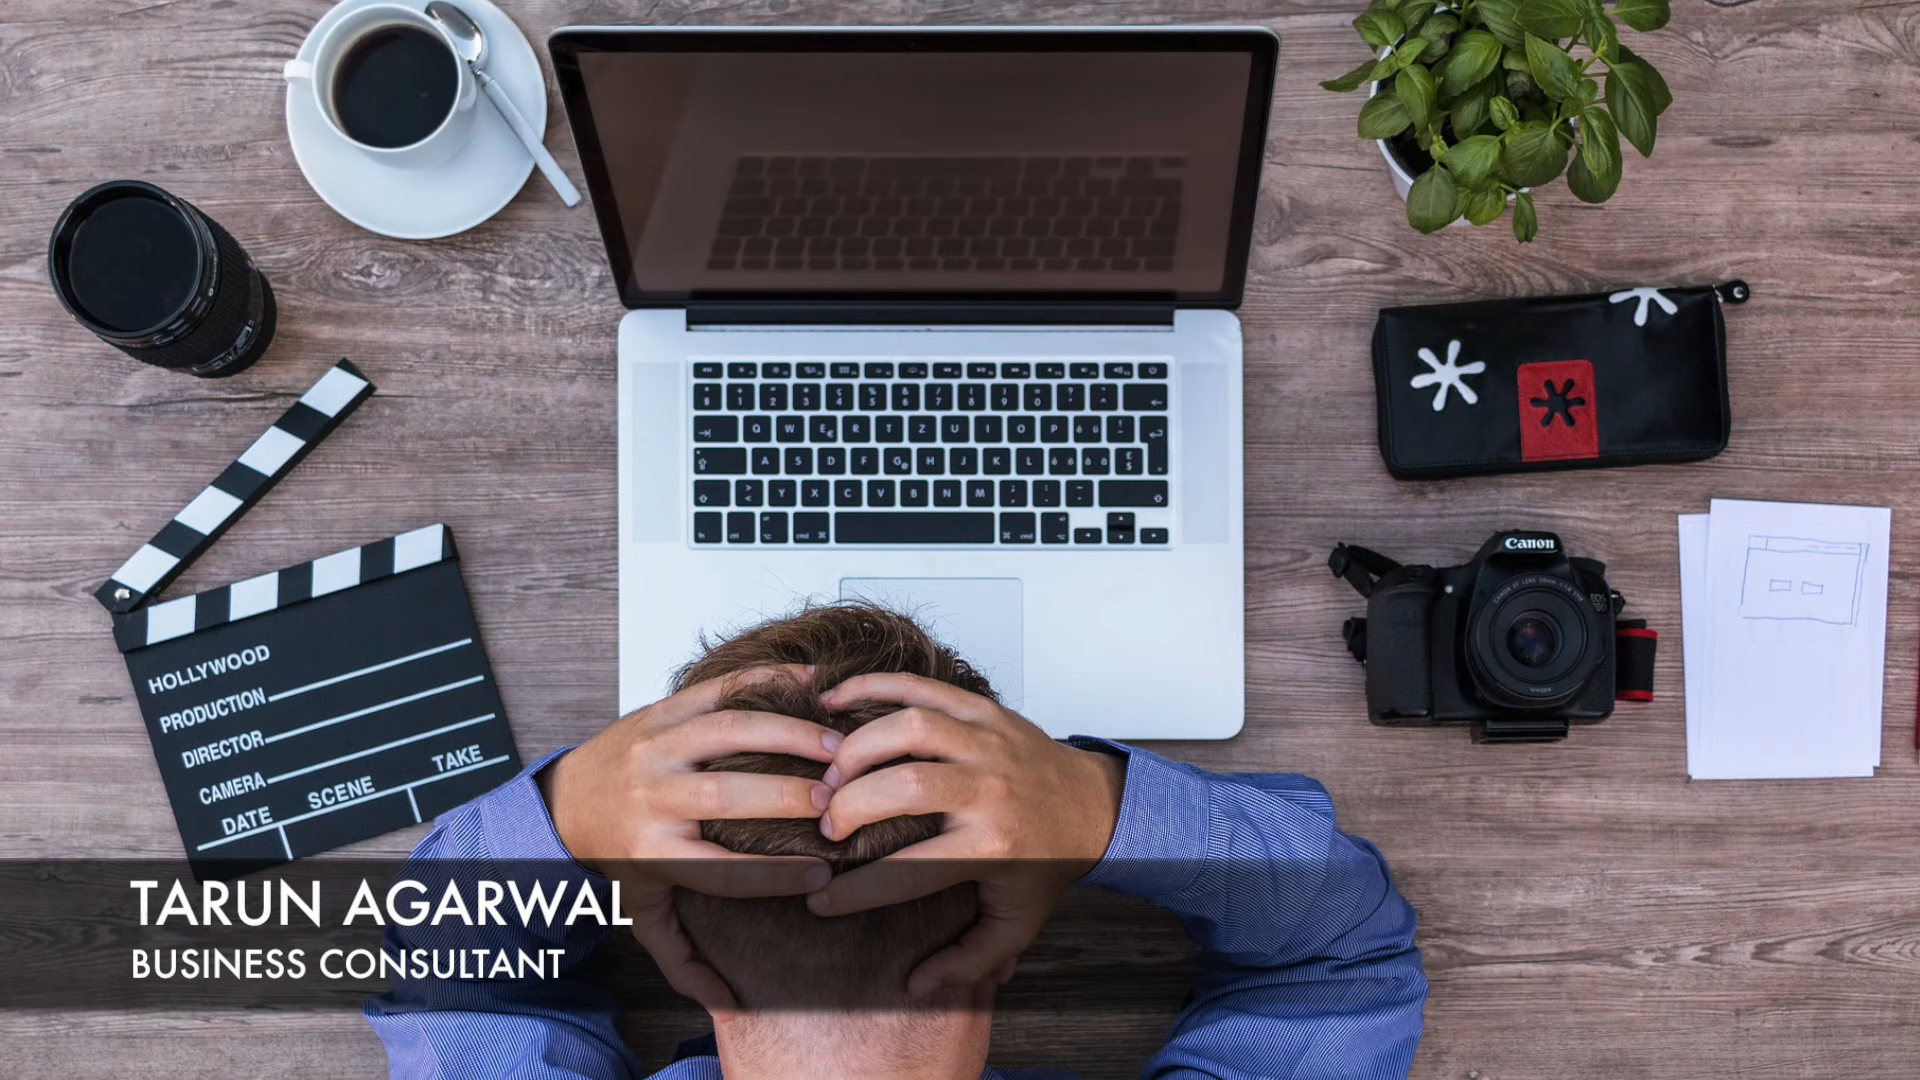 HOLLYWOOD
PRODUCTION
DIRECTOR
CAMERA
DATE SCENE TAKE
Canon
Q W E R T Z U I O P
A S D F G H J K L
Y X C V B N M
TARUN AGARWAL
BUSINESS CONSULTANT